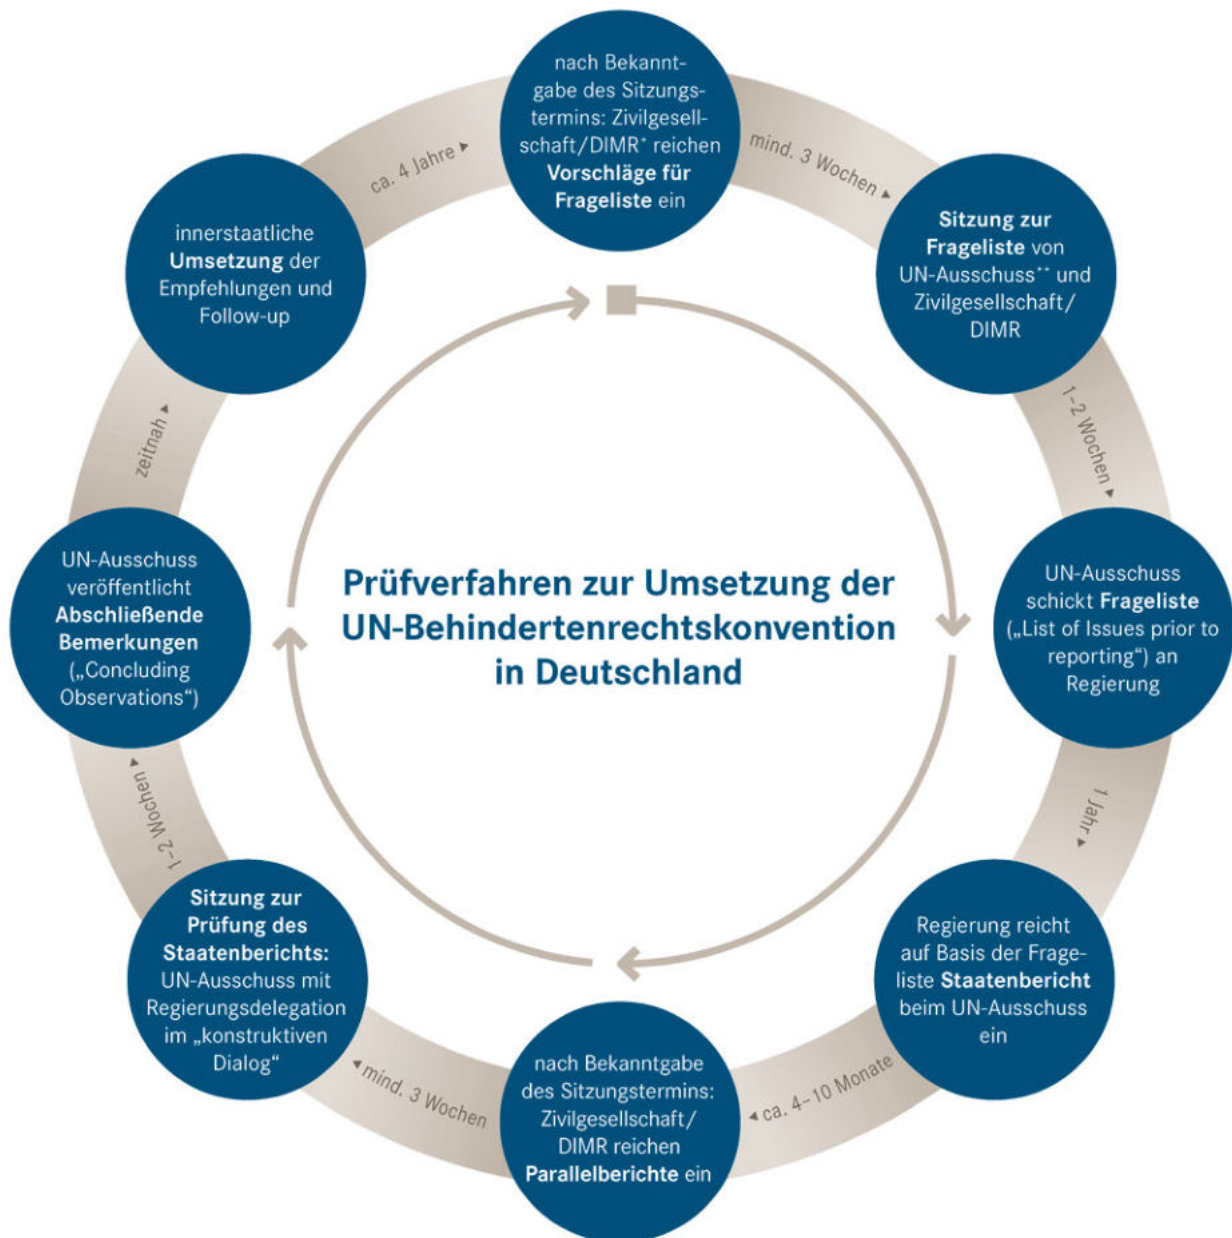 nach Bekannt-
gabe des Sitzungs-
termins: Zivilgesell-
schaft/DIMR* reichen
Vorschläge für
Frageliste ein
mind. 3 Wochen ▸
Sitzung zur
Frageliste von
UN-Ausschuss** und
Zivilgesellschaft/
DIMR
1–2 Wochen ▸
UN-Ausschuss
schickt Frageliste
(„List of Issues prior to
reporting“) an
Regierung
1 Jahr ▸
Regierung reicht
auf Basis der Frage-
liste Staatenbericht
beim UN-Ausschuss
ein
◂ ca. 4–10 Monate
nach Bekanntgabe
des Sitzungstermins:
Zivilgesellschaft/
DIMR reichen
Parallelberichte ein
◂ mind. 3 Wochen
Sitzung zur
Prüfung des
Staatenberichts:
UN-Ausschuss mit
Regierungsdelegation
im „konstruktiven
Dialog“
1–2 Wochen ▸
UN-Ausschuss
veröffentlicht
Abschließende
Bemerkungen
(„Concluding
Observations“)
zeitnah ▸
innerstaatliche
Umsetzung der
Empfehlungen und
Follow-up
ca. 4 Jahre ▸
Prüfverfahren zur Umsetzung der
UN-Behindertenrechtskonvention
in Deutschland